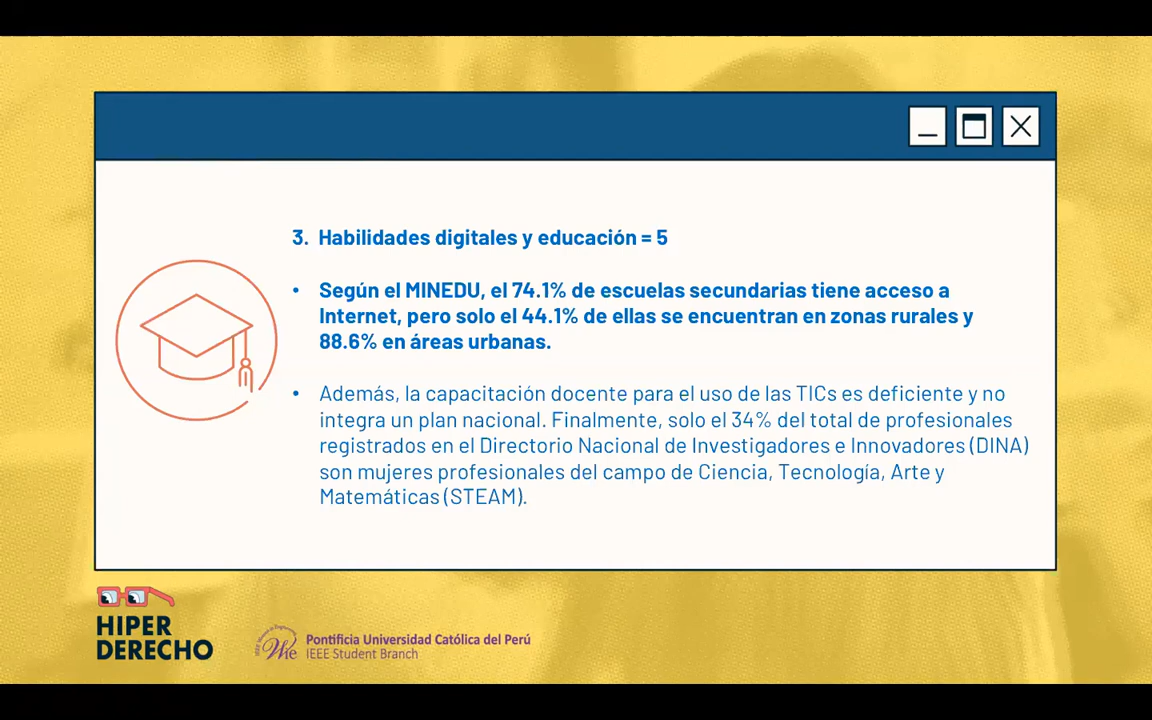 3. Habilidades digitales y educación = 5
• Según el MINEDU, el 74.1% de escuelas secundarias tiene acceso a
Internet, pero solo el 44.1% de ellas se encuentran en zonas rurales y
88.6% en áreas urbanas.
• Además, la capacitación docente para el uso de las TICs es deficiente y no
integra un plan nacional. Finalmente, solo el 34% del total de profesionales
registrados en el Directorio Nacional de Investigadores e Innovadores (DINA)
son mujeres profesionales del campo de Ciencia, Tecnología, Arte y
Matemáticas (STEAM).
HIPER
DERECHO
Wie
Pontificia Universidad Católica del Perú
IEEE Student Branch